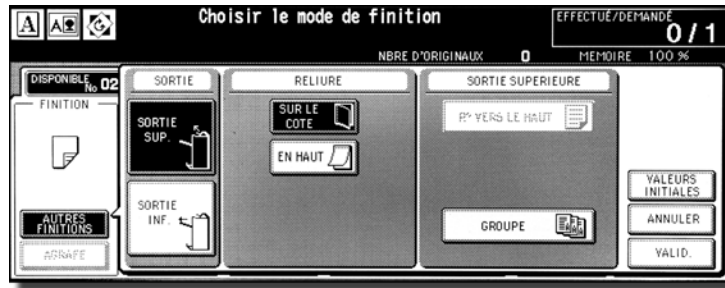 Choisir le mode de finition
EFFECTUÉ/DEMANDÉ
0/1
NBRE D'ORIGINAUX 0 MEMOIRE 100 %
DISPONIBLE No 02
FINITION
AUTRES
FINITIONS
AGRAFE
SORTIE
SORTIE
SUP.
SORTIE
INF.
RELIURE
SUR LE
COTE
EN HAUT
SORTIE SUPERIEURE
VERS LE HAUT
GROUPE
VALEURS
INITIALES
ANNULER
VALID.